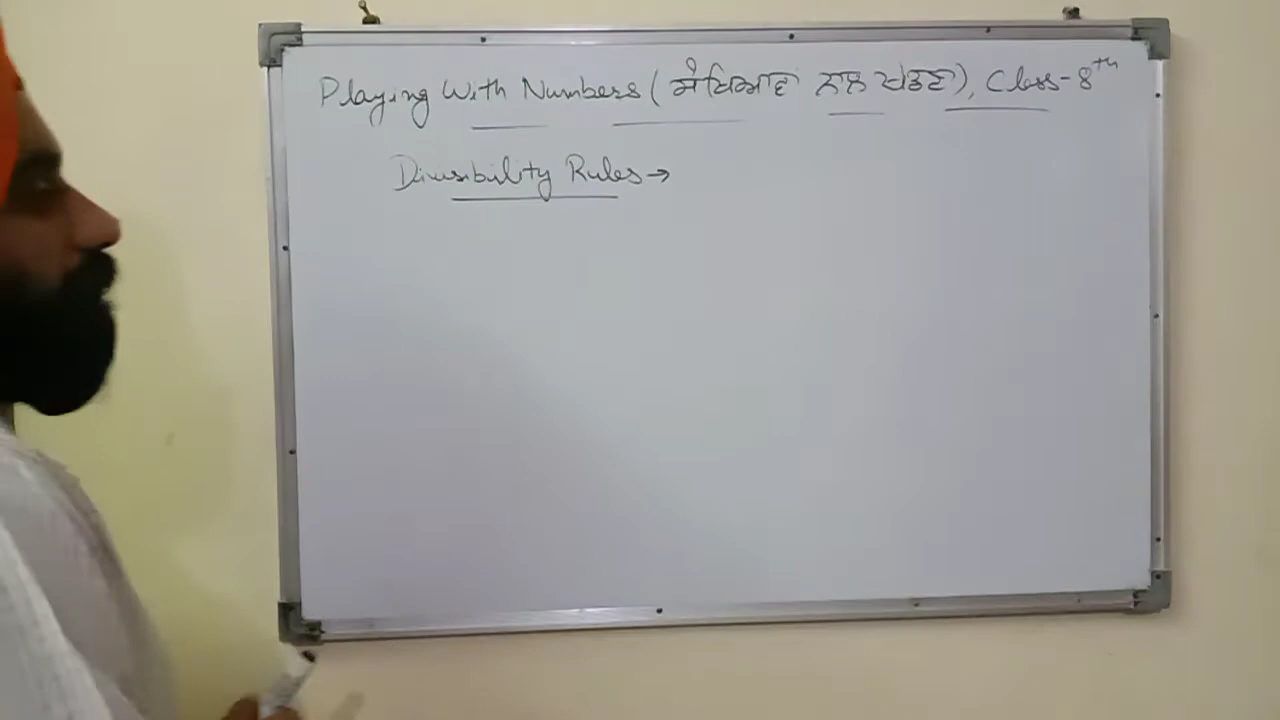 Playing With Numbers (ਸੰਖਿਆਵਾਂ ਨਾਲ ਖੇਡਣਾ), Class-8th
Divisibility Rules →